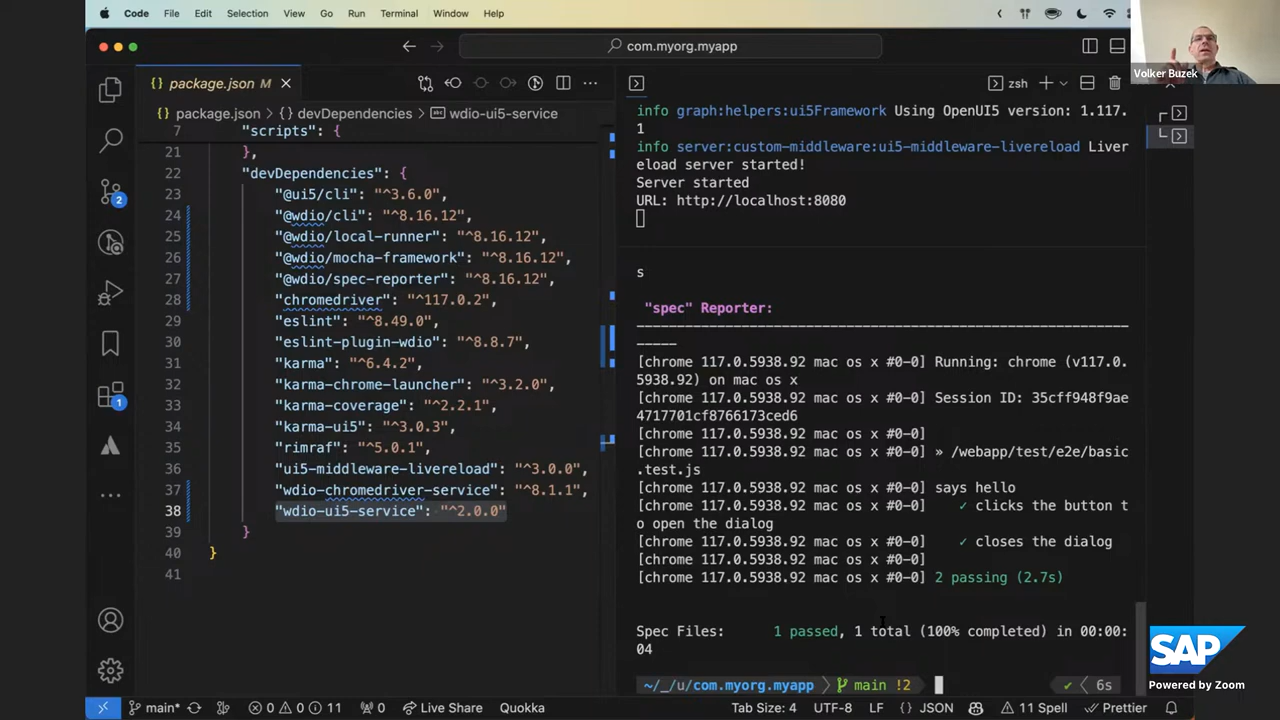 Code File Edit Selection View Go Run Terminal Window Help
com.myorg.myapp
Volker Buzek
package.json M
zsh
package.json > {} devDependencies > wdio-ui5-service
7 "scripts": {
21 },
22 "devDependencies": {
23 "@ui5/cli": "^3.6.0",
24 "@wdio/cli": "^8.16.12",
25 "@wdio/local-runner": "^8.16.12",
26 "@wdio/mocha-framework": "^8.16.12",
27 "@wdio/spec-reporter": "^8.16.12",
28 "chromedriver": "^117.0.2",
29 "eslint": "^8.49.0",
30 "eslint-plugin-wdio": "^8.8.7",
31 "karma": "^6.4.2",
32 "karma-chrome-launcher": "^3.2.0",
33 "karma-coverage": "^2.2.1",
34 "karma-ui5": "^3.0.3",
35 "rimraf": "^5.0.1",
36 "ui5-middleware-livereload": "^3.0.0",
37 "wdio-chromedriver-service": "^8.1.1",
38 "wdio-ui5-service": "^2.0.0"
39 }
40 }
41
2
1
info graph:helpers:ui5Framework Using OpenUI5 version: 1.117.
1
info server:custom-middleware:ui5-middleware-livereload Liver
ereload server started!
Server started
URL: http://localhost:8080
s
"spec" Reporter:
------------------------------------------------------------------
-----
[chrome 117.0.5938.92 mac os x #0-0] Running: chrome (v117.0.
5938.92) on mac os x
[chrome 117.0.5938.92 mac os x #0-0] Session ID: 35cff948f9ae
4717701cf8766173ced6
[chrome 117.0.5938.92 mac os x #0-0]
[chrome 117.0.5938.92 mac os x #0-0] » /webapp/test/e2e/basic
.test.js
[chrome 117.0.5938.92 mac os x #0-0] says hello
[chrome 117.0.5938.92 mac os x #0-0] ✓ clicks the button t
o open the dialog
[chrome 117.0.5938.92 mac os x #0-0] ✓ closes the dialog
[chrome 117.0.5938.92 mac os x #0-0]
[chrome 117.0.5938.92 mac os x #0-0] 2 passing (2.7s)
Spec Files: 1 passed, 1 total (100% completed) in 00:00:
04
~/_/u/com.myorg.myapp main !2 ✓ 6s
SAP
Powered by Zoom
main* 0 0 11 0 Live Share Quokka Tab Size: 4 UTF-8 LF {} JSON 11 Spell Prettier